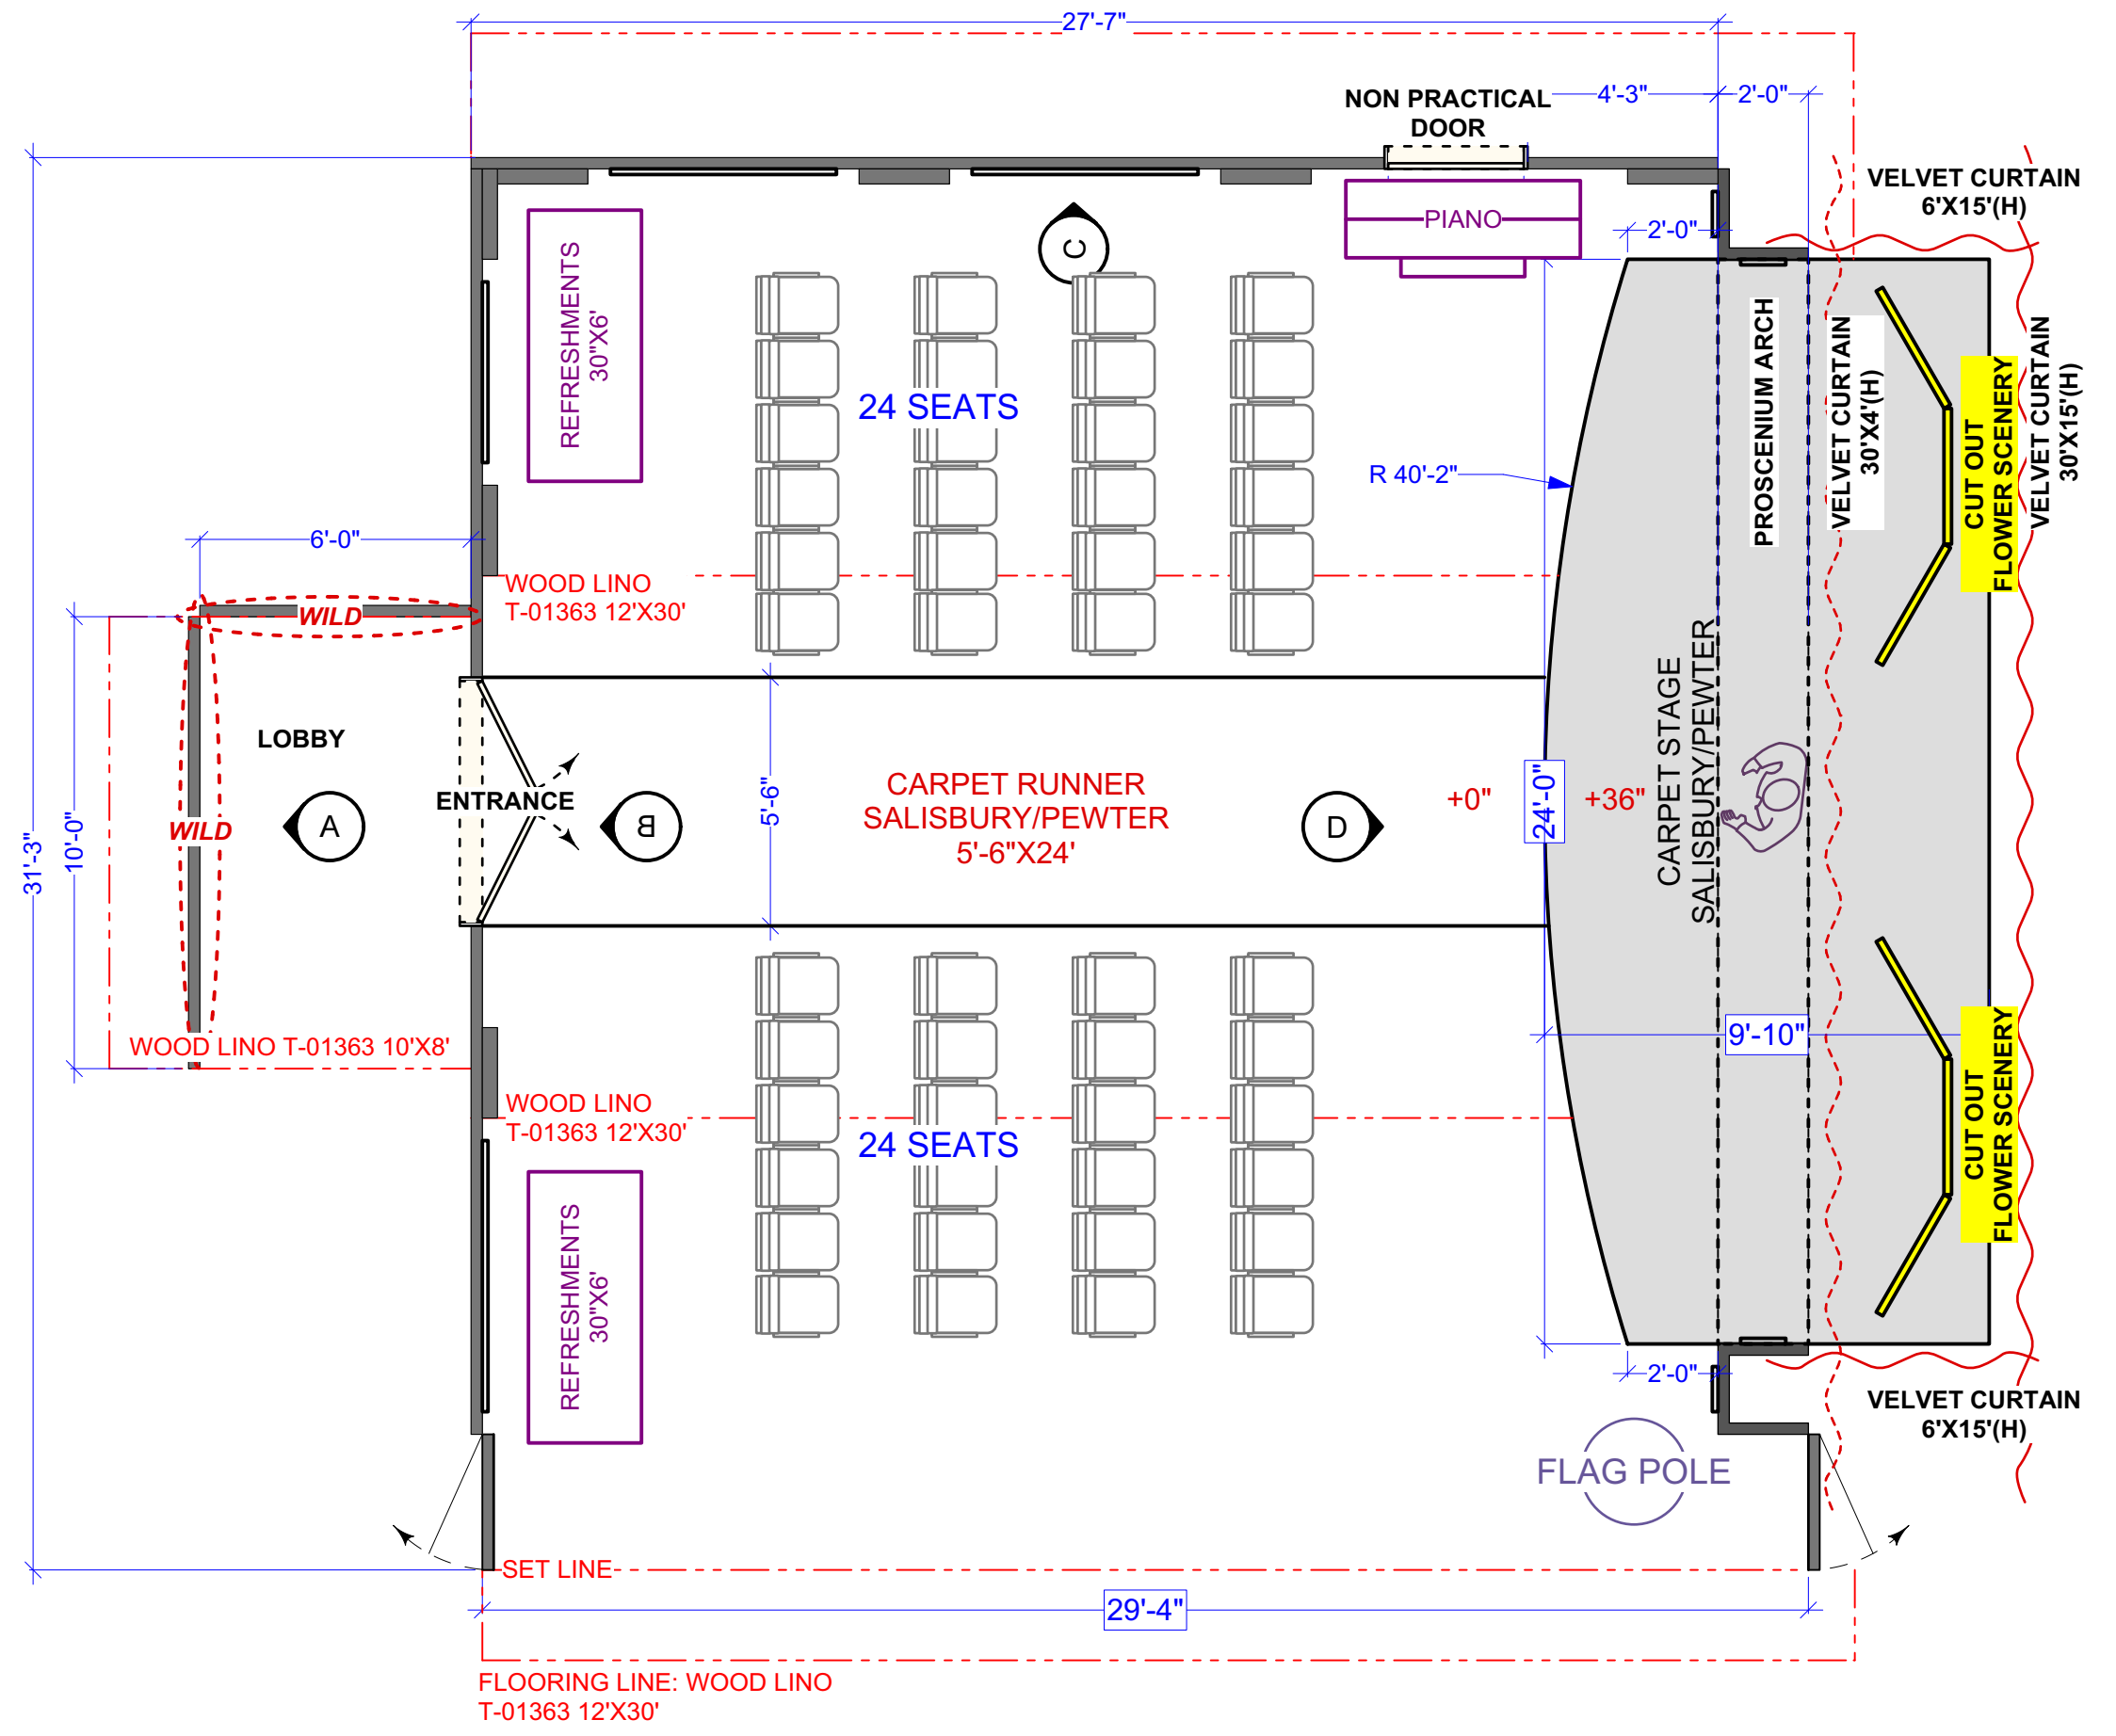 27'-7"
4'-3"
2'-0"
NON PRACTICAL
DOOR
VELVET CURTAIN
6'X15'(H)
PIANO
2'-0"
C
REFRESHMENTS
30"X6'
24 SEATS
R 40'-2"
PROSCENIUM ARCH
VELVET CURTAIN
30'X4'(H)
CUT OUT
FLOWER SCENERY
VELVET CURTAIN
30'X15'(H)
6'-0"
WOOD LINO
T-01363 12'X30'
WILD
LOBBY
ENTRANCE
A
B
WILD
10'-0"
31'-3"
5'-6"
CARPET RUNNER
SALISBURY/PEWTER
5'-6"X24'
D
+0"
24'-0"
+36"
CARPET STAGE
SALISBURY/PEWTER
9'-10"
WOOD LINO T-01363 10'X8'
WOOD LINO
T-01363 12'X30'
24 SEATS
CUT OUT
FLOWER SCENERY
REFRESHMENTS
30"X6'
2'-0"
VELVET CURTAIN
6'X15'(H)
FLAG POLE
SET LINE
29'-4"
FLOORING LINE: WOOD LINO
T-01363 12'X30'